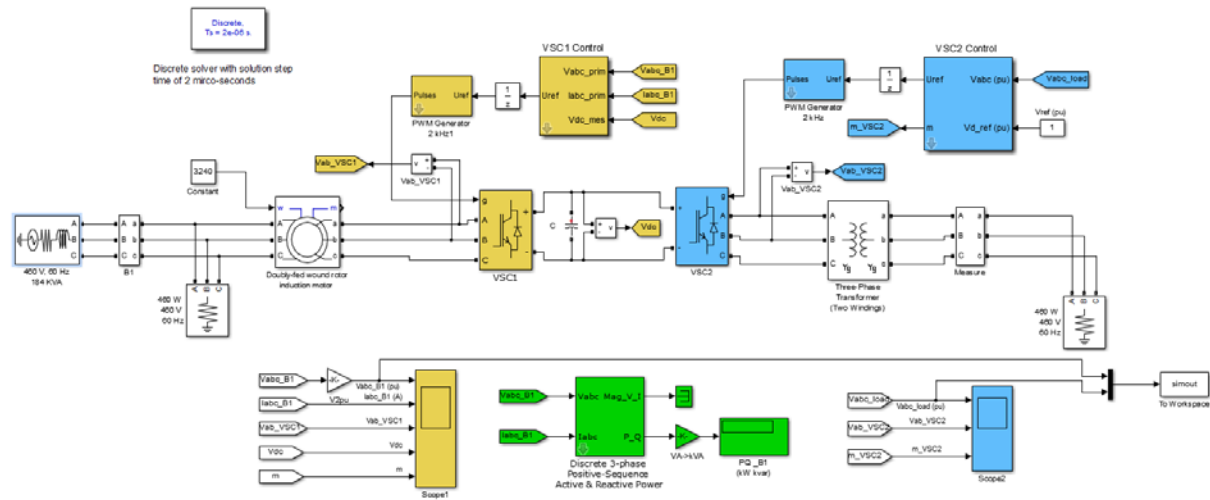 Discrete,
Ts = 2e-06 s.
Discrete solver with solution step
time of 2 mirco-seconds
VSC1 Control
Vabc_prim
Iabc_prim
Vdc_mes
Uref
Vabc_B1
Iabc_B1
Vdc
1
z
Pulses Uref
PWM Generator
2 kHz1
VSC2 Control
Uref
m
Vabc (pu)
Vd_ref (pu)
Vabc_load
Vref (pu)
1
1
z
Pulses Uref
PWM Generator
2 kHz
m_VSC2
Vab_VSC1
+
-
v
Vab_VSC1
+
-
v
Vab_VSC2
Vab_VSC2
3240
Constant
A
B
C
460 V, 60 Hz
184 KVA
A a
B b
C c
B1
w m
A a
B b
C c
Doubly-fed wound rotor
induction motor
g
A
B
C
+
-
VSC1
C
+
-
v
Vdc
g
+
-
A
B
C
VSC2
A a
B b
C c
Yg Yg
Three-Phase
Transformer
(Two Windings)
A a
B b
C c
Measure
A B C
460 W
460 V
60 Hz
A B C
460 W
460 V
60 Hz
Vabc_B1
-K-
V2pu
Vabc_B1 (pu)
Iabc_B1
Iabc_B1 (A)
Vab_VSC1
Vab_VSC1
Vdc
Vdc
m
m
Scope1
Vabc_B1
Iabc_B1
Vabc Mag_V_I
Iabc P_Q
Discrete 3-phase
Positive-Sequence
Active & Reactive Power
-K-
VA->kVA
PQ_B1
(kW kvar)
Vabc_load
Vabc_load (pu)
Vab_VSC2
Vab_VSC2
m_VSC2
m_VSC2
Scope2
simout
To Workspace